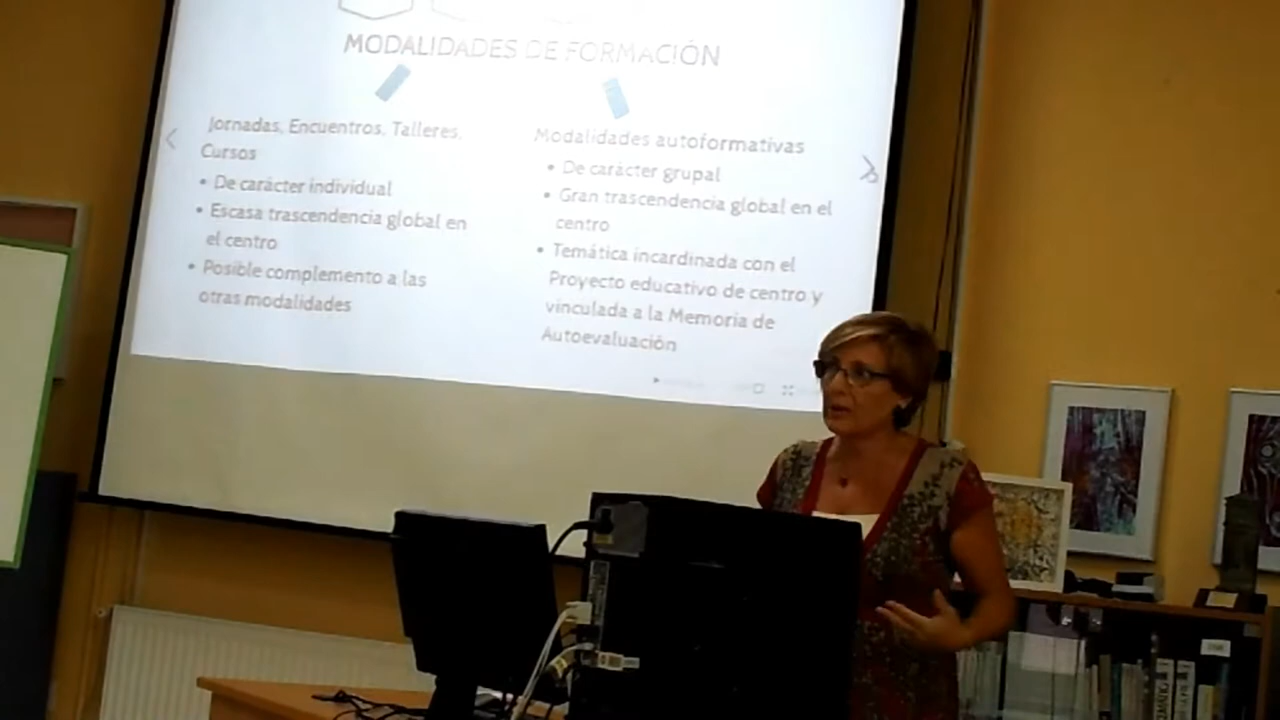 MODALIDADES DE FORMACIÓN
Jornadas, Encuentros, Talleres,
Cursos
• De carácter individual
• Escasa trascendencia global en
el centro
• Posible complemento a las
otras modalidades
Modalidades autoformativas
• De carácter grupal
• Gran trascendencia global en el
centro
• Temática incardinada con el
Proyecto educativo de centro y
vinculada a la Memoria de
Autoevaluación